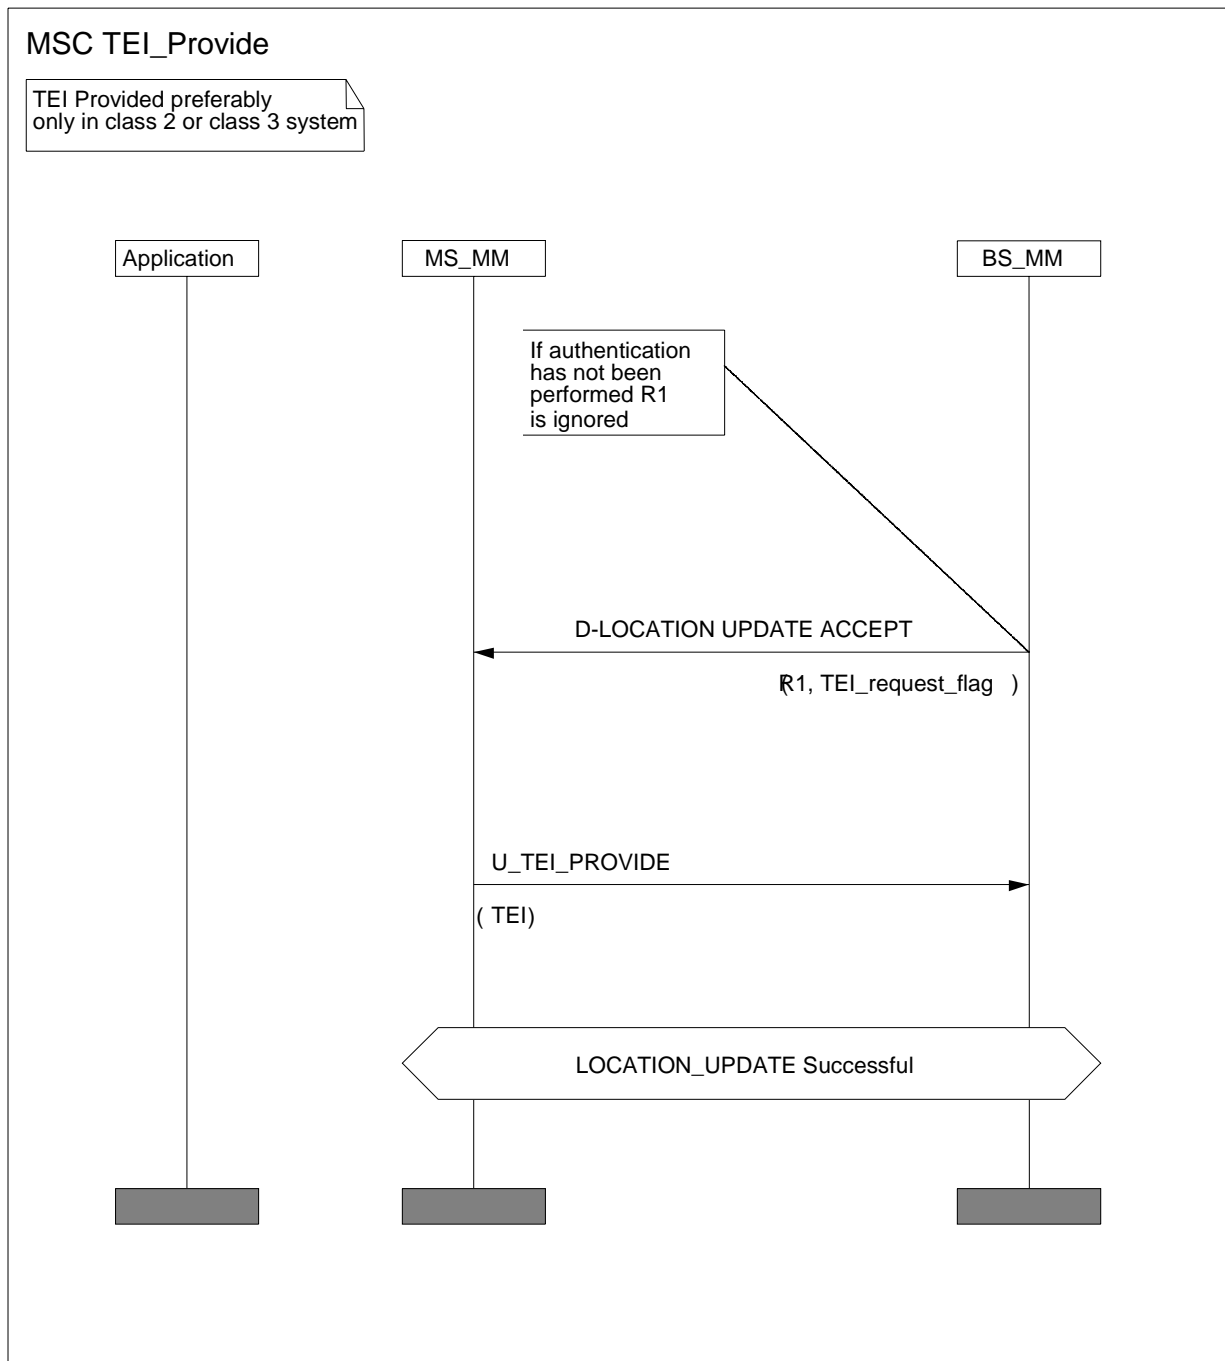 MSC TEI_Provide
TEI Provided preferably
only in class 2 or class 3 system
Application
MS_MM
BS_MM
If authentication
has not been
performed R1
is ignored
D-LOCATION UPDATE ACCEPT
(R1, TEI_request_flag )
U_TEI_PROVIDE
( TEI)
LOCATION_UPDATE Successful